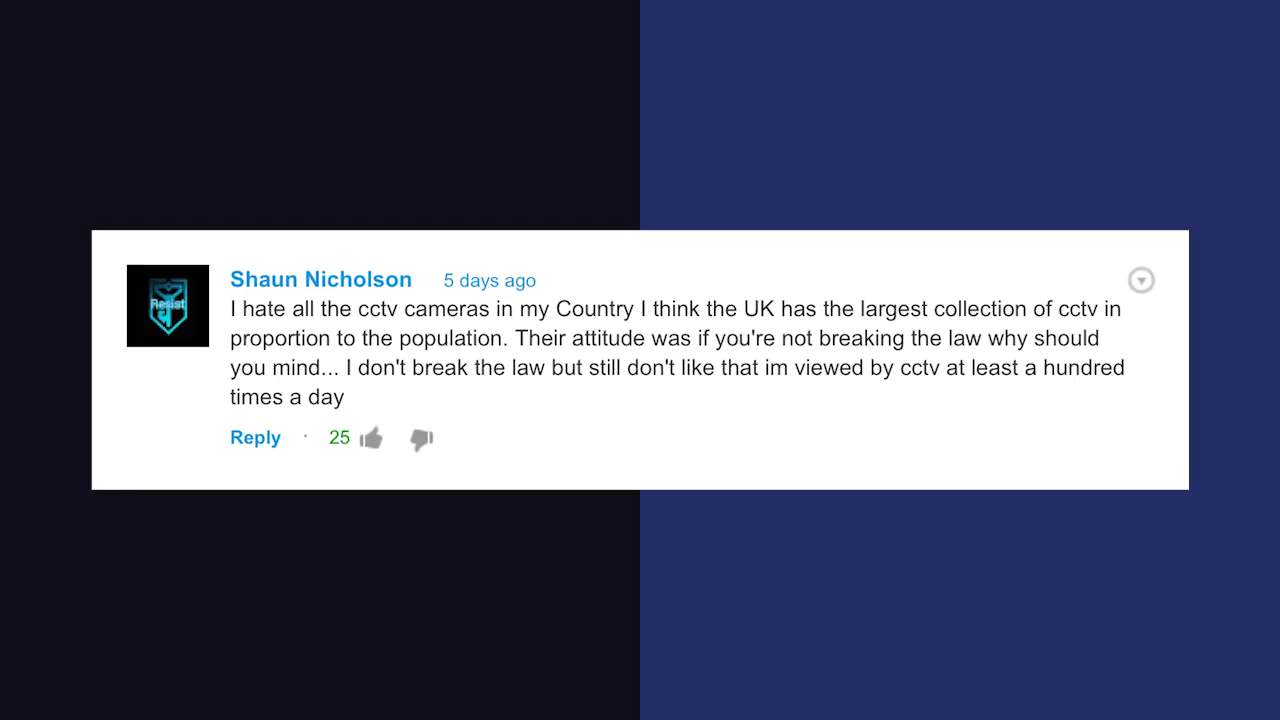 Shaun Nicholson 5 days ago
Resist
I hate all the cctv cameras in my Country I think the UK has the largest collection of cctv in
proportion to the population. Their attitude was if you're not breaking the law why should
you mind... I don't break the law but still don't like that im viewed by cctv at least a hundred
times a day
Reply · 25